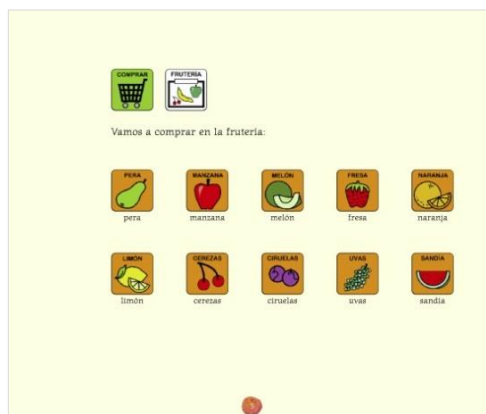 COMPRAR FRUTERÍA
Vamos a comprar en la frutería:
PERA MANZANA MELÓN FRESA NARANJA
pera manzana melón fresa naranja
LIMÓN CEREZAS CIRUELAS UVAS SANDÍA
limón cerezas ciruelas uvas sandía